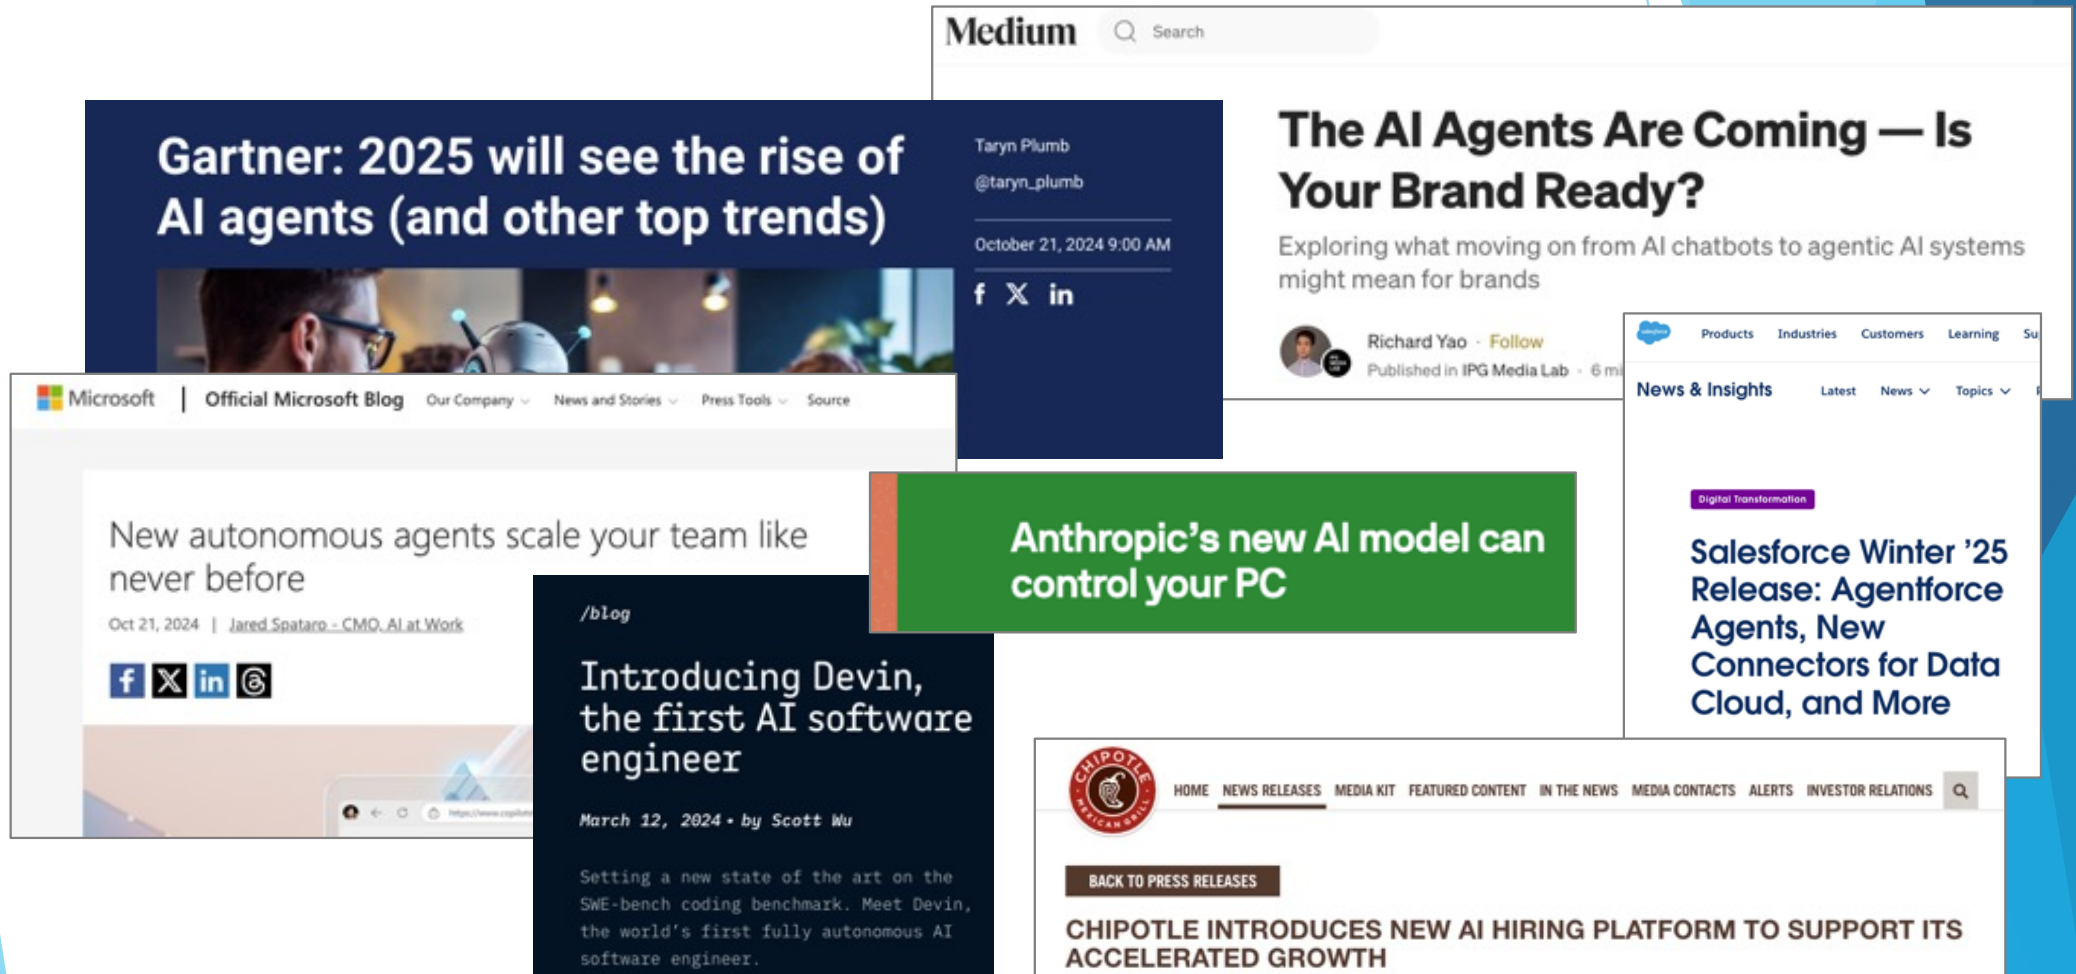 Medium
Search
The AI Agents Are Coming — Is
Your Brand Ready?
Exploring what moving on from AI chatbots to agentic AI systems
might mean for brands
Richard Yao · Follow
Published in IPG Media Lab · 6 mi
Gartner: 2025 will see the rise of
AI agents (and other top trends)
Taryn Plumb
@taryn_plumb
October 21, 2024 9:00 AM
f X in
Products Industries Customers Learning Su
News & Insights Latest News Topics
Digital Transformation
Salesforce Winter ’25
Release: Agentforce
Agents, New
Connectors for Data
Cloud, and More
Microsoft | Official Microsoft Blog Our Company News and Stories Press Tools Source
New autonomous agents scale your team like
never before
Oct 21, 2024 | Jared Spataro - CMO, AI at Work
f X in
Anthropic’s new AI model can
control your PC
/blog
Introducing Devin,
the first AI software
engineer
March 12, 2024 • by Scott Wu
Setting a new state of the art on the
SWE-bench coding benchmark. Meet Devin,
the world’s first fully autonomous AI
software engineer.
CHIPOTLE
MEXICAN GRILL
HOME NEWS RELEASES MEDIA KIT FEATURED CONTENT IN THE NEWS MEDIA CONTACTS ALERTS INVESTOR RELATIONS
BACK TO PRESS RELEASES
CHIPOTLE INTRODUCES NEW AI HIRING PLATFORM TO SUPPORT ITS
ACCELERATED GROWTH